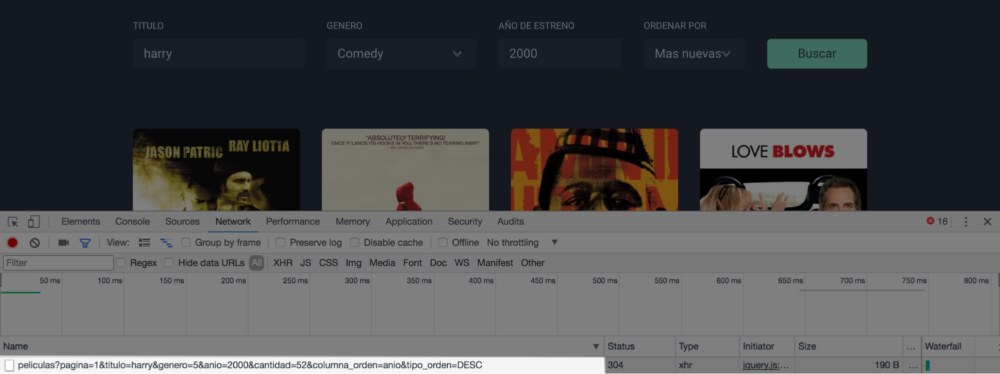 TITULO GENERO AÑO DE ESTRENO ORDENAR POR
harry Comedy 2000 Mas nuevas Buscar
JASON PATRIC RAY LIOTTA
“ABSOLUTELY TERRIFYING!
ONCE IT LANDS ITS HOOKS IN YOU, THERE'S NO TEARING AWAY.”
LOVE BLOWS
Elements Console Sources Network Performance Memory Application Security Audits 16
View: Group by frame Preserve log Disable cache Offline No throttling
Filter Regex Hide data URLs All XHR JS CSS Img Media Font Doc WS Manifest Other
50 ms 100 ms 150 ms 200 ms 250 ms 300 ms 350 ms 400 ms 450 ms 500 ms 550 ms 600 ms 650 ms 700 ms 750 ms 800 ms
Name Status Type Initiator Size ... Waterfall
peliculas?pagina=1&titulo=harry&genero=5&anio=2000&cantidad=52&columna_orden=anio&tipo_orden=DESC 304 xhr jquery.js:... 190 B ...